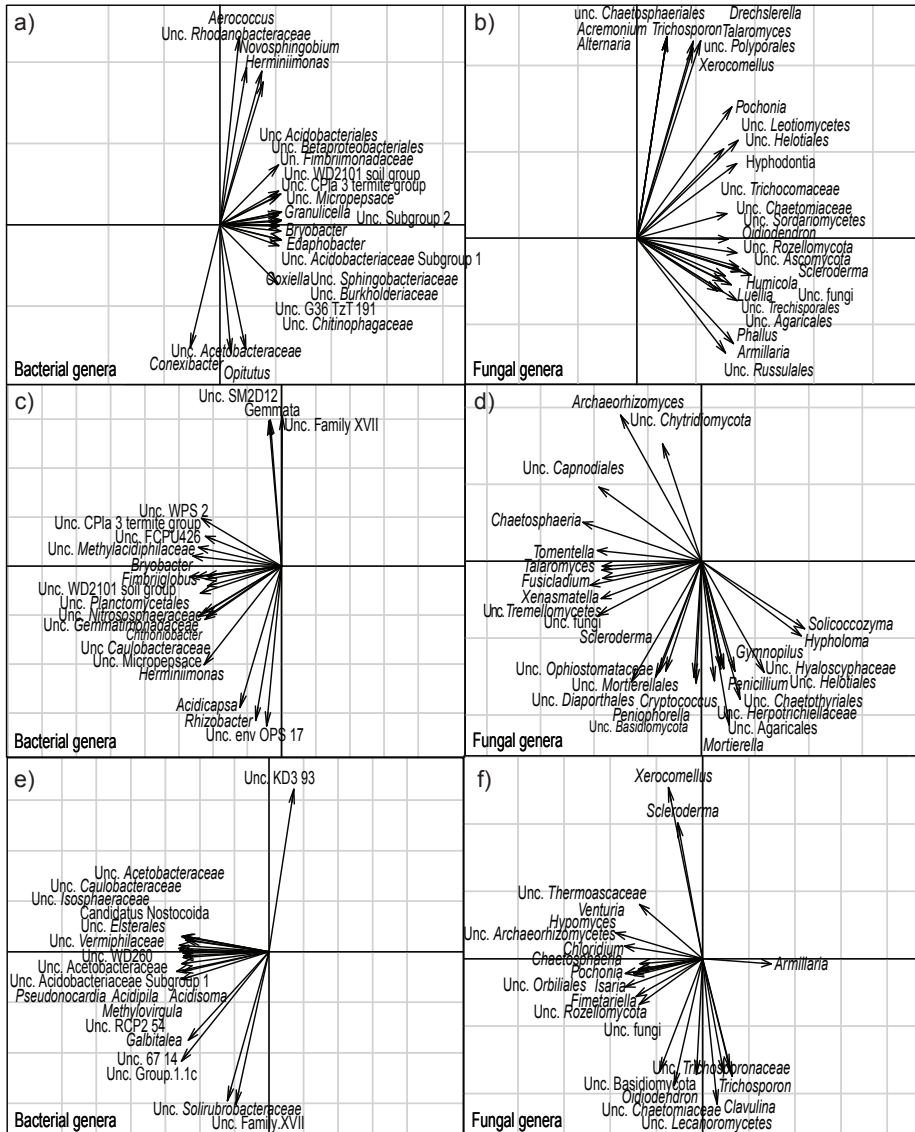 a)
Aerococcus
Unc. Rhodanobacteraceae
Novosphingobium
Herminiimonas
Unc Acidobacteriales
Unc. Betaproteobacteriales
Un. Fimbriimonadaceae
Unc. WD2101 soil group
Unc. CPla 3 termite group
Unc. Micropepsace
Granulicella
Unc. Subgroup 2
Bryobacter
Edaphobacter
Unc. Acidobacteriaceae Subgroup 1
Coxiella
Unc. Sphingobacteriaceae
Unc. Burkholderiaceae
Unc. G36 TzT 191
Unc. Chitinophagaceae
Unc. Acetobacteraceae
Conexibacter
Opitutus
Bacterial genera
b)
unc. Chaetosphaeriales
Drechslerella
Acremonium
Trichosporon
Talaromyces
Alternaria
unc. Polyporales
Xerocomellus
Pochonia
Unc. Leotiomycetes
Unc. Helotiales
Hyphodontia
Unc. Trichocomaceae
Unc. Chaetomiaceae
Unc. Sordariomycetes
Oidiodendron
Unc. Rozellomycota
Unc. Ascomycota
Scleroderma
Humicola
Luellia
Unc. fungi
Unc. Trechisporales
Unc. Agaricales
Phallus
Armillaria
Unc. Russulales
Fungal genera
c)
Unc. SM2D12
Gemmata
Unc. Family XVII
Unc. WPS 2
Unc. CPla 3 termite group
Unc. FCPU426
Unc. Methylacidiphilaceae
Bryobacter
Fimbriiglobus
Unc. WD2101 soil group
Unc. Planctomycetales
Unc. Nitrososphaeraceae
Unc. Gemmatimonadaceae
Chthoniobacter
Unc Caulobacteraceae
Unc. Micropepsace
Herminiimonas
Acidicapsa
Rhizobacter
Unc. env OPS 17
Bacterial genera
d)
Archaeorhizomyces
Unc. Chytridiomycota
Unc. Capnodiales
Chaetosphaeria
Tomentella
Talaromyces
Fusicladium
Xenasmatella
Unc. Tremellomycetes
Unc. fungi
Scleroderma
Solicoccozyma
Hypholoma
Gymnopilus
Unc. Ophiostomataceae
Unc. Hyaloscyphaceae
Unc. Mortierellales
Penicillium
Unc. Helotiales
Unc. Diaporthales
Cryptococcus
Unc. Chaetothyriales
Peniophorella
Unc. Herpotrichiellaceae
Unc. Basidiomycota
Unc. Agaricales
Mortierella
Fungal genera
e)
Unc. KD3 93
Unc. Acetobacteraceae
Unc. Caulobacteraceae
Unc. Isosphaeraceae
Candidatus Nostocoida
Unc. Elsterales
Unc. Vermiphilaceae
Unc. WD260
Unc. Acetobacteraceae
Unc. Acidobacteriaceae Subgroup 1
Pseudonocardia
Acidipila
Acidisoma
Methylovirgula
Unc. RCP2 54
Galbitalea
Unc. 67 14
Unc. Group.1.1c
Unc. Solirubrobacteraceae
Unc. Family.XVII
Bacterial genera
f)
Xerocomellus
Scleroderma
Unc. Thermoascaceae
Venturia
Hypomyces
Unc. Archaeorhizomycetes
Chloridium
Chaetosphaeria
Armillaria
Pochonia
Unc. Orbiliales
Isaria
Fimetariella
Unc. Rozellomycota
Unc. fungi
Unc. Trichosporonaceae
Unc. Basidiomycota
Trichosporon
Oidiodendron
Unc. Chaetomiaceae
Clavulina
Unc. Lecanoromycetes
Fungal genera